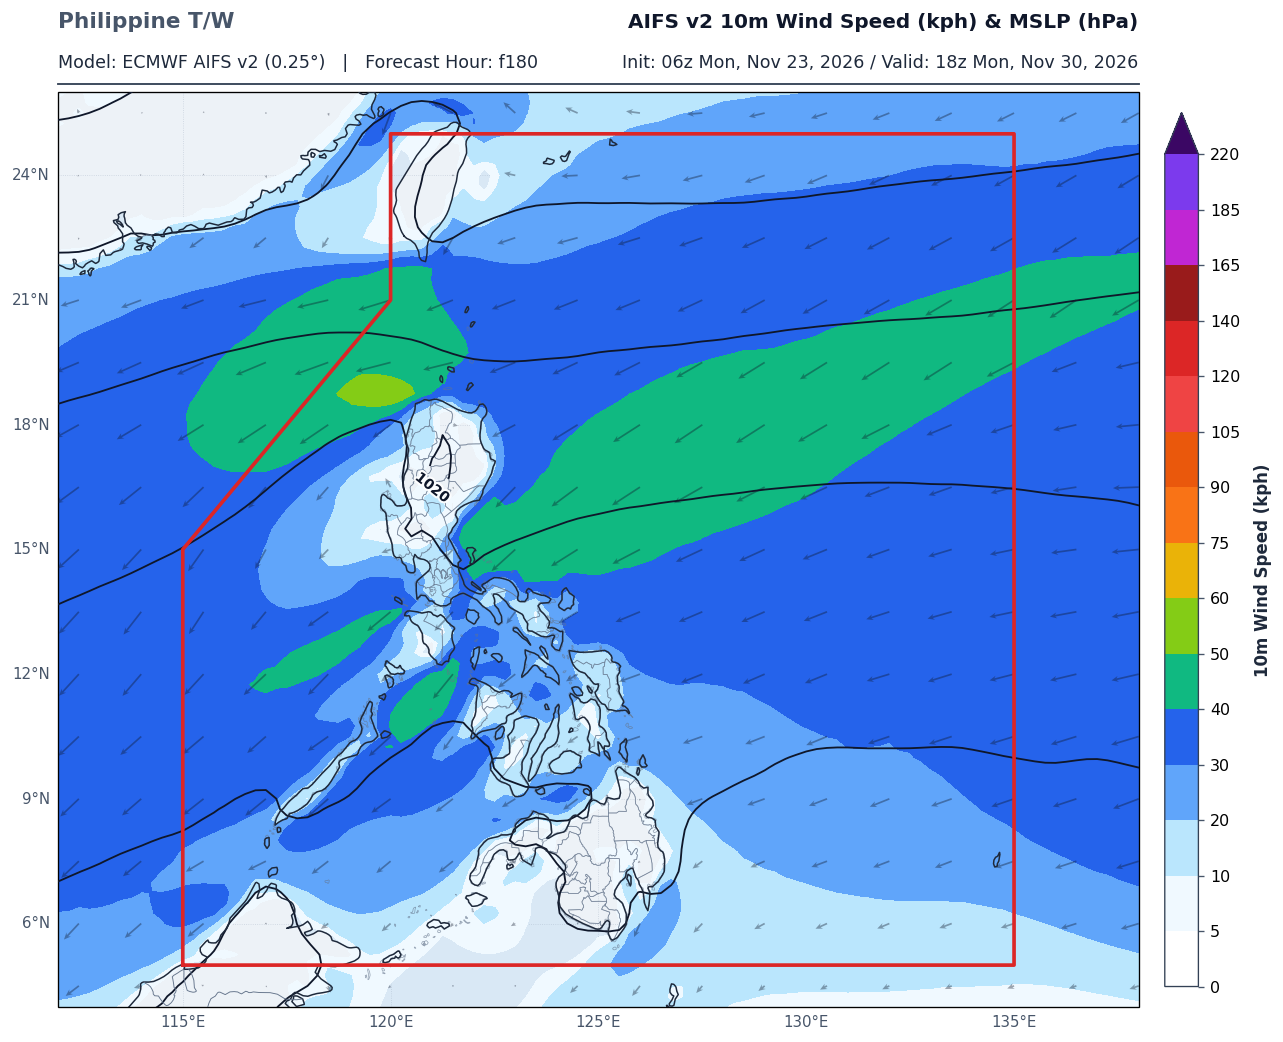 Philippine T/W
AIFS v2 10m Wind Speed (kph) & MSLP (hPa)
Model: ECMWF AIFS v2 (0.25°) | Forecast Hour: f180
Init: 06z Mon, Nov 23, 2026 / Valid: 18z Mon, Nov 30, 2026
24°N
21°N
18°N
15°N
12°N
9°N
6°N
1020
115°E
120°E
125°E
130°E
135°E
220
185
165
140
120
105
90
75
60
50
40
30
20
10
5
0
10m Wind Speed (kph)